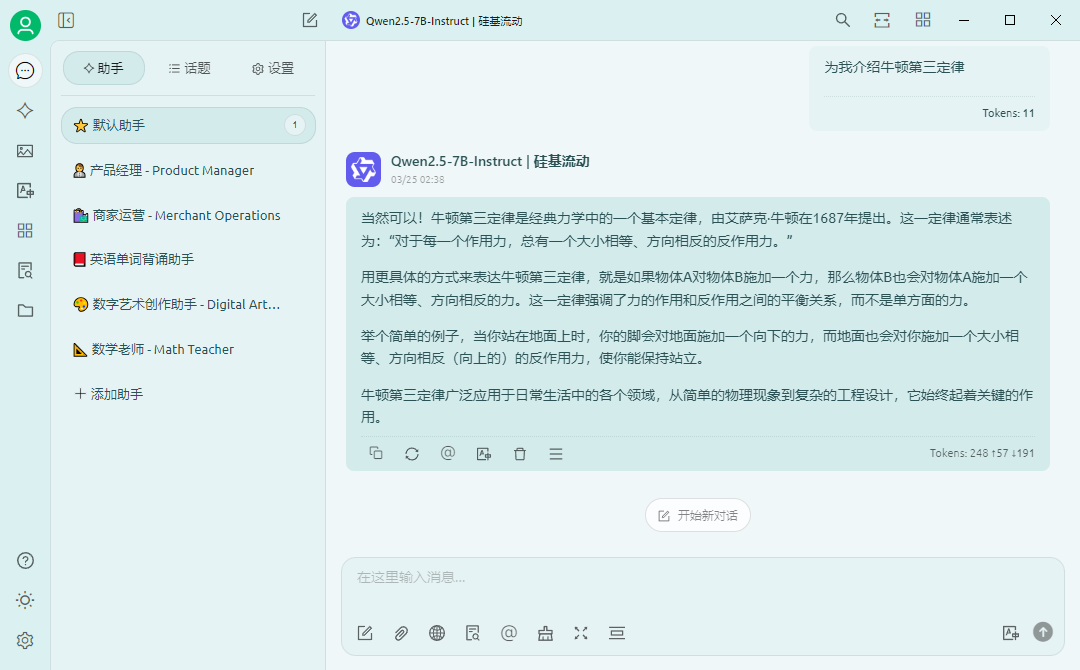 Qwen2.5-7B-Instruct | 硅基流动
助手
话题
设置
默认助手
1
产品经理 - Product Manager
商家运营 - Merchant Operations
英语单词背诵助手
数字艺术创作助手 - Digital Art...
数学老师 - Math Teacher
添加助手
为我介绍牛顿第三定律
Tokens: 11
Qwen2.5-7B-Instruct | 硅基流动
03/25 02:38
当然可以！牛顿第三定律是经典力学中的一个基本定律，由艾萨克·牛顿在1687年提出。这一定律通常表述
为：“对于每一个作用力，总有一个大小相等、方向相反的反作用力。”
用更具体的方式来表达牛顿第三定律，就是如果物体A对物体B施加一个力，那么物体B也会对物体A施加一个
大小相等、方向相反的力。这一定律强调了力的作用和反作用之间的平衡关系，而不是单方面的力。
举个简单的例子，当你站在地面上时，你的脚会对地面施加一个向下的力，而地面也会对你施加一个大小相
等、方向相反（向上的）的反作用力，使你能保持站立。
牛顿第三定律广泛应用于日常生活中的各个领域，从简单的物理现象到复杂的工程设计，它始终起着关键的作
用。
Tokens: 248 ↑57 ↓191
开始新对话
在这里输入消息...